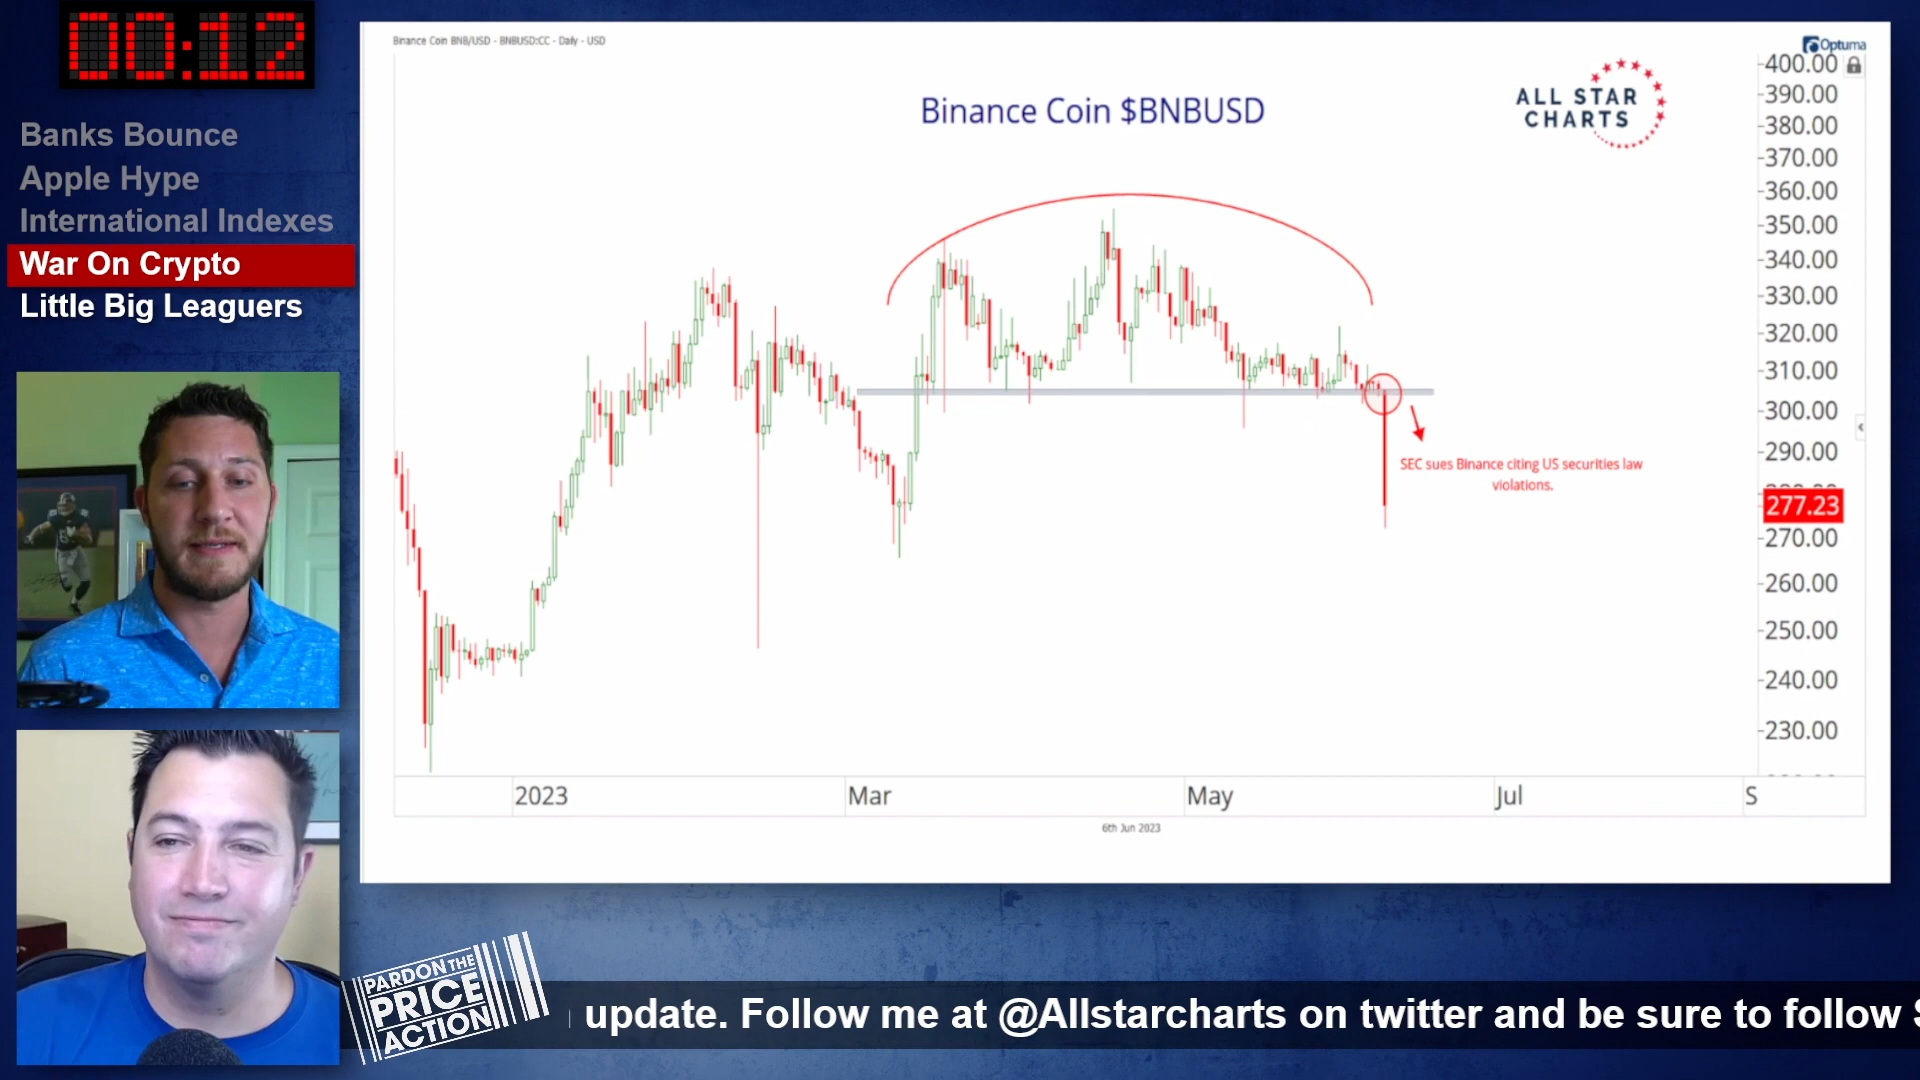 00:12
Banks Bounce
Apple Hype
International Indexes
War On Crypto
Little Big Leaguers
Binance Coin BNB/USD - BNBUSD:CC - Daily - USD
Optuma
Binance Coin $BNBUSD
ALL STAR
CHARTS
400.00
390.00
380.00
370.00
360.00
350.00
340.00
330.00
320.00
310.00
300.00
290.00
277.23
270.00
260.00
250.00
240.00
230.00
SEC sues Binance citing US securities law
violations.
2023
Mar
May
Jul
S
6th Jun 2023
PARDON THE
PRICE
ACTION
update. Follow me at @Allstarcharts on twitter and be sure to follow